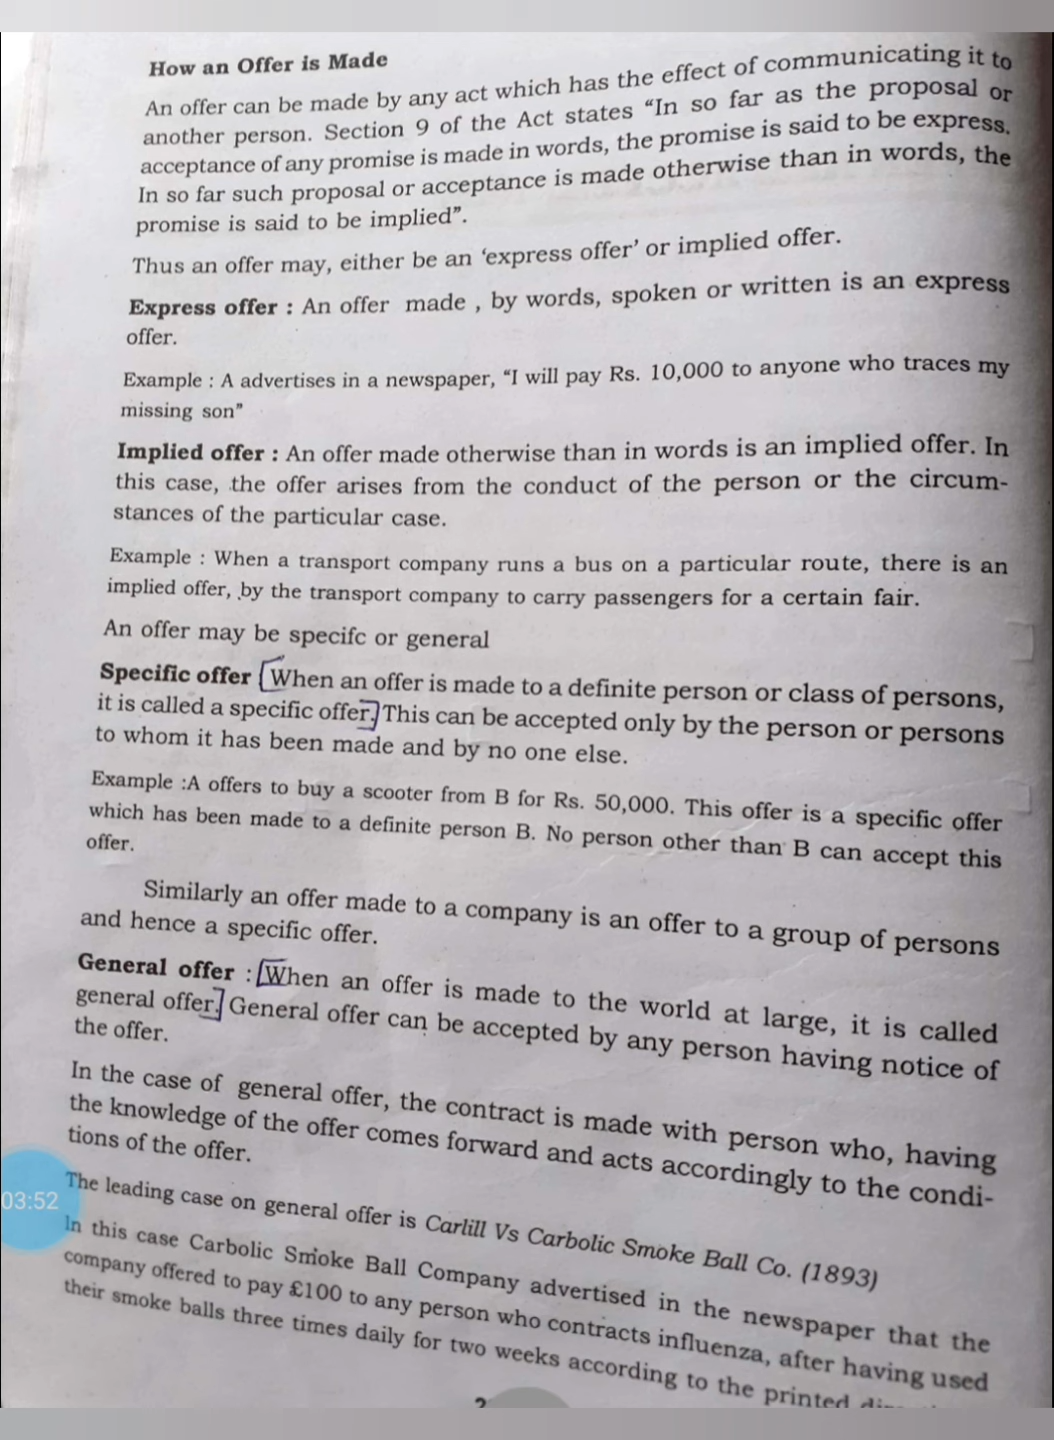 How an Offer is Made
An offer can be made by any act which has the effect of communicating it to
another person. Section 9 of the Act states “In so far as the proposal or
acceptance of any promise is made in words, the promise is said to be express.
In so far such proposal or acceptance is made otherwise than in words, the
promise is said to be implied”.
Thus an offer may, either be an ‘express offer’ or implied offer.
Express offer : An offer made , by words, spoken or written is an express
offer.
Example : A advertises in a newspaper, “I will pay Rs. 10,000 to anyone who traces my
missing son”
Implied offer : An offer made otherwise than in words is an implied offer. In
this case, the offer arises from the conduct of the person or the circum-
stances of the particular case.
Example : When a transport company runs a bus on a particular route, there is an
implied offer, by the transport company to carry passengers for a certain fair.
An offer may be specifc or general
Specific offer [When an offer is made to a definite person or class of persons,
it is called a specific offer.] This can be accepted only by the person or persons
to whom it has been made and by no one else.
Example :A offers to buy a scooter from B for Rs. 50,000. This offer is a specific offer
which has been made to a definite person B. No person other than B can accept this
offer.
Similarly an offer made to a company is an offer to a group of persons
and hence a specific offer.
General offer : [When an offer is made to the world at large, it is called
general offer.] General offer can be accepted by any person having notice of
the offer.
In the case of general offer, the contract is made with person who, having
the knowledge of the offer comes forward and acts accordingly to the condi-
tions of the offer.
03:52
The leading case on general offer is Carlill Vs Carbolic Smoke Ball Co. (1893)
In this case Carbolic Smoke Ball Company advertised in the newspaper that the
company offered to pay £100 to any person who contracts influenza, after having used
their smoke balls three times daily for two weeks according to the printed